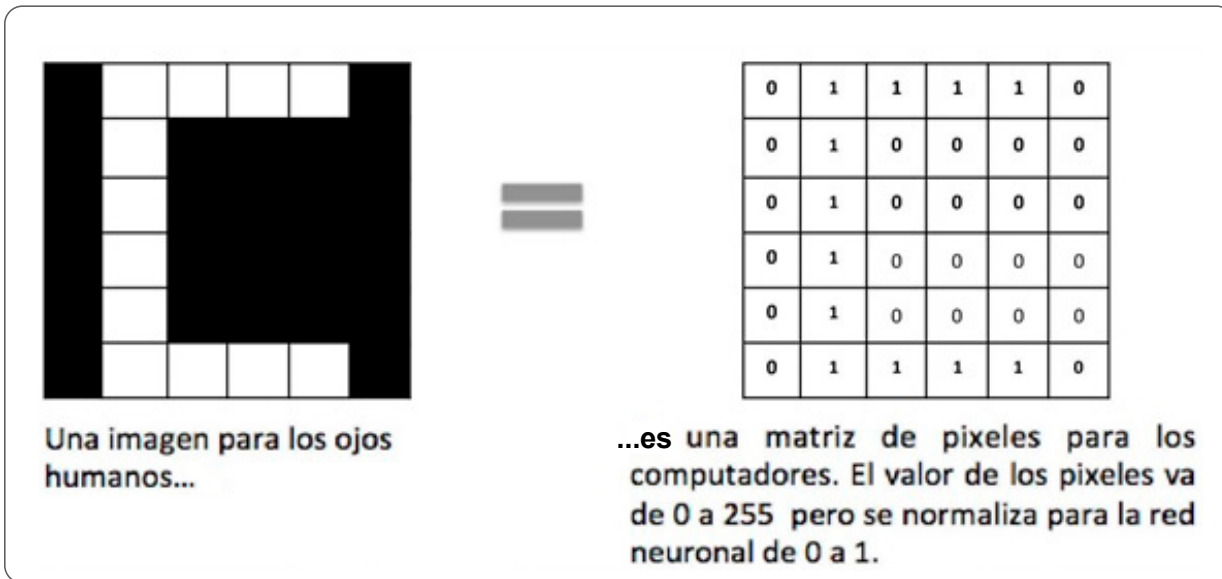 0 1 1 1 1 0
0 1 0 0 0 0
0 1 0 0 0 0
0 1 0 0 0 0
0 1 0 0 0 0
0 1 1 1 1 0
Una imagen para los ojos
humanos...
...es una matriz de pixeles para los
computadores. El valor de los pixeles va
de 0 a 255 pero se normaliza para la red
neuronal de 0 a 1.